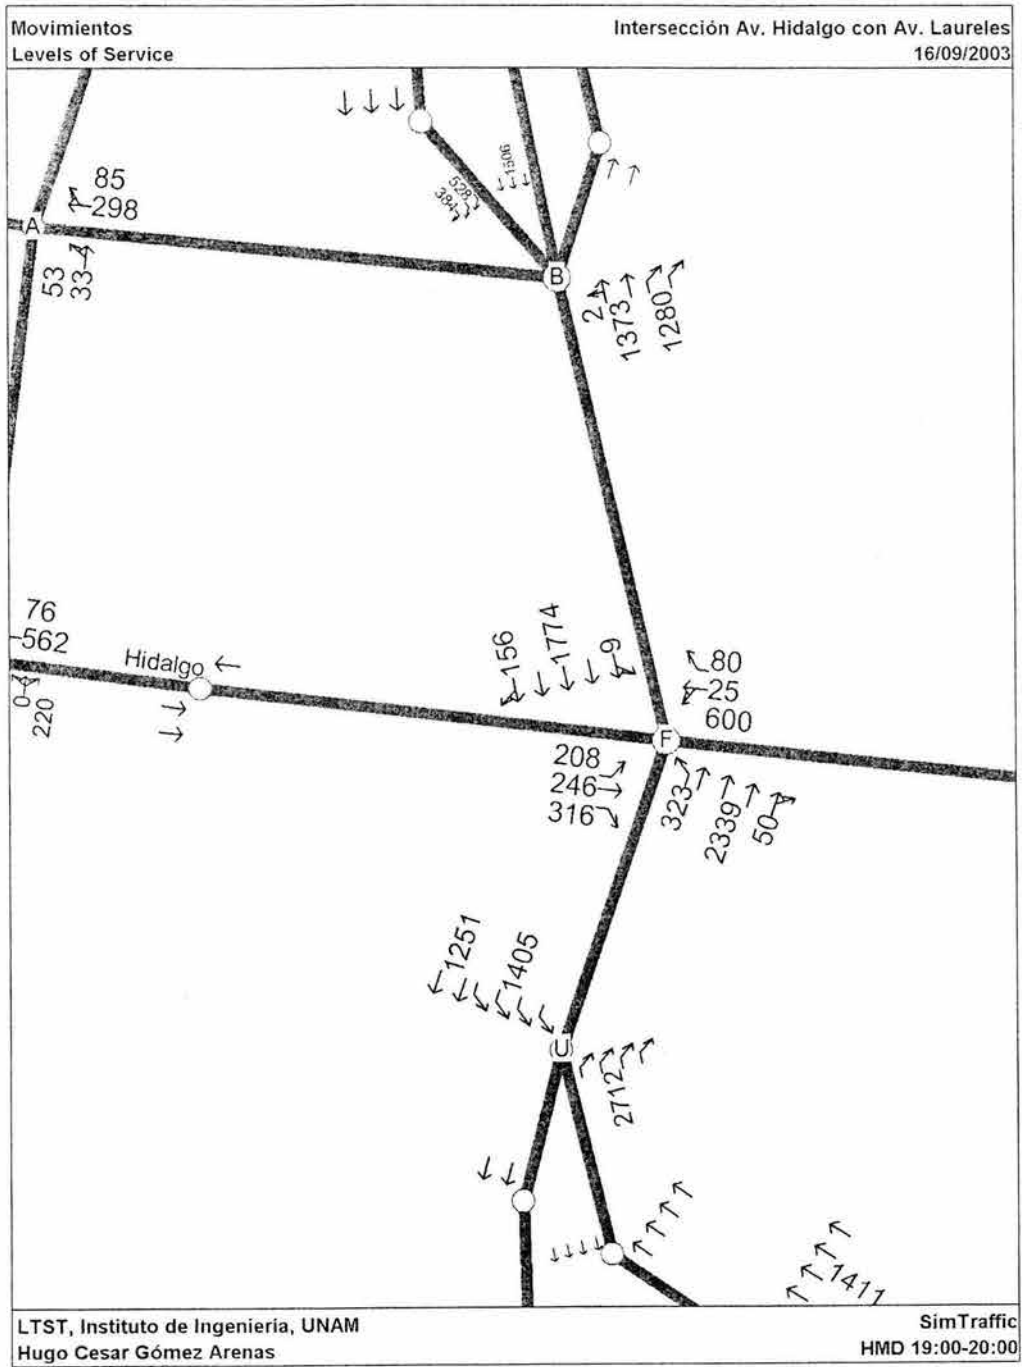 Movimientos
Levels of Service
Intersección Av. Hidalgo con Av. Laureles
16/09/2003
85
298
A
53
33
528
384
1606
B
2
1373
1280
76
562
Hidalgo
0
220
156
1774
9
80
25
600
F
208
246
316
323
2339
50
1251
1405
U
2712
1411
LTST, Instituto de Ingeniería, UNAM
Hugo Cesar Gómez Arenas
SimTraffic
HMD 19:00-20:00